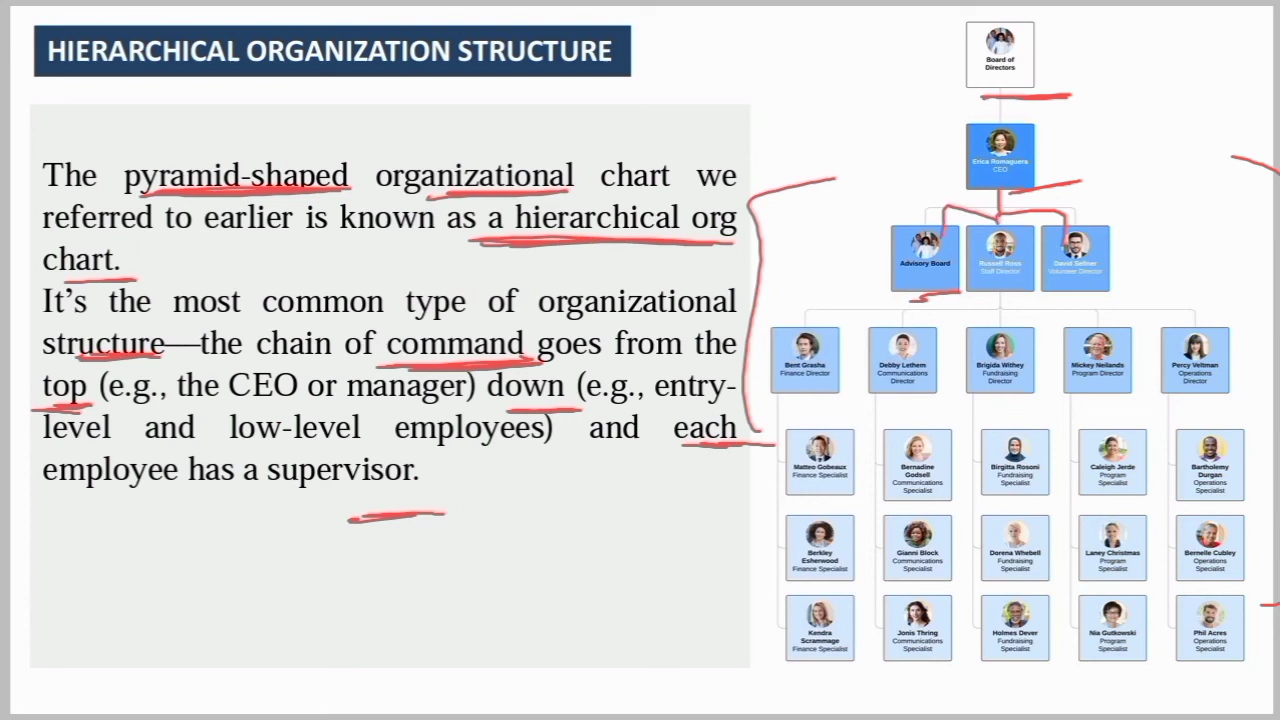 HIERARCHICAL ORGANIZATION STRUCTURE
The pyramid-shaped organizational chart we
referred to earlier is known as a hierarchical org
chart.
It’s the most common type of organizational
structure—the chain of command goes from the
top (e.g., the CEO or manager) down (e.g., entry-
level and low-level employees) and each
employee has a supervisor.
Board of
Directors
Erica Romaguera
CEO
Advisory Board
Russell Ross
Staff Director
David Seltner
Volunteer Director
Bent Grasha
Finance Director
Debby Lethem
Communications
Director
Brigida Withey
Fundraising
Director
Mickey Neilands
Program Director
Percy Veltman
Operations
Director
Matteo Gobeaux
Finance Specialist
Bernadine
Godsell
Communications
Specialist
Birgitta Rosoni
Fundraising
Specialist
Caleigh Jerde
Program
Specialist
Bartholemy
Durgan
Operations
Specialist
Berkley
Esherwood
Finance Specialist
Gianni Block
Communications
Specialist
Dorena Whebell
Fundraising
Specialist
Laney Christmas
Program
Specialist
Bernelle Cubley
Operations
Specialist
Kendra
Scrammage
Finance Specialist
Jonis Thring
Communications
Specialist
Holmes Dever
Fundraising
Specialist
Nia Gutkowski
Program
Specialist
Phil Acres
Operations
Specialist